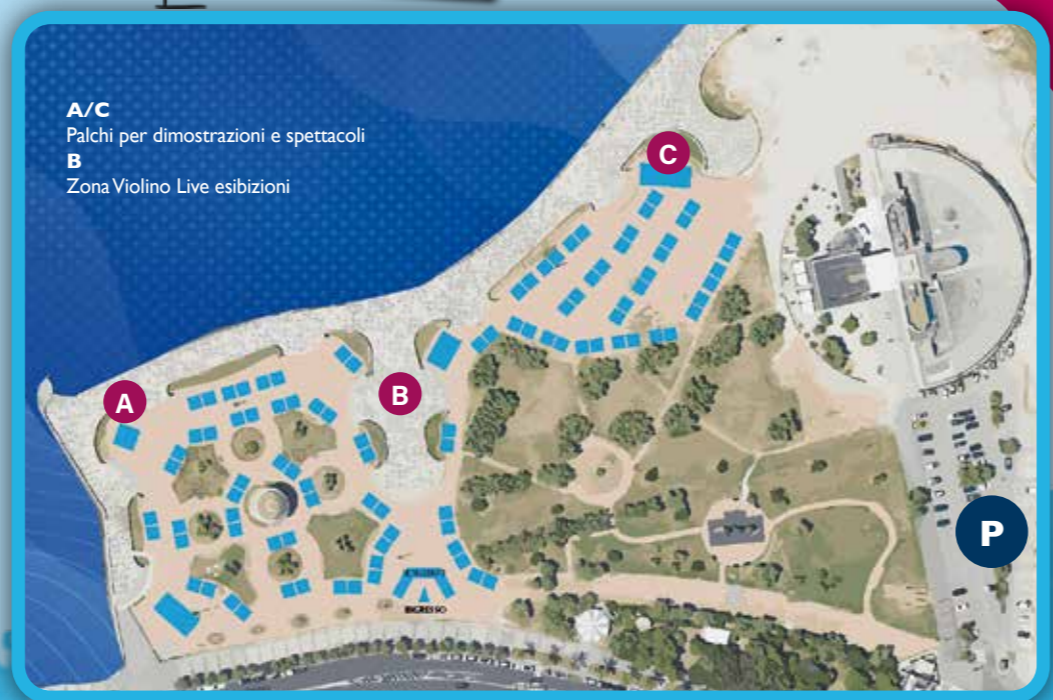 A/C
Palchi per dimostrazioni e spettacoli
B
Zona Violino Live esibizioni
C
A
B
P
INGRESSO